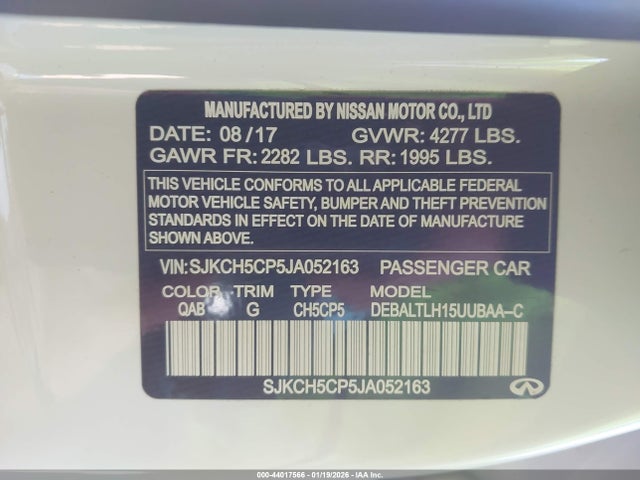 MANUFACTURED BY NISSAN MOTOR CO., LTD
DATE: 08/17 GVWR: 4277 LBS.
GAWR FR: 2282 LBS. RR: 1995 LBS.
THIS VEHICLE CONFORMS TO ALL APPLICABLE FEDERAL
MOTOR VEHICLE SAFETY, BUMPER AND THEFT PREVENTION
STANDARDS IN EFFECT ON THE DATE OF MANUFACTURE
SHOWN ABOVE.
VIN: SJKCH5CP5JA052163 PASSENGER CAR
COLOR TRIM TYPE MODEL
QAB G CH5CP5 DEBALTLH15UUBAA-C
SJKCH5CP5JA052163
000-44017566 - 01/19/2026 - IAAI.COM